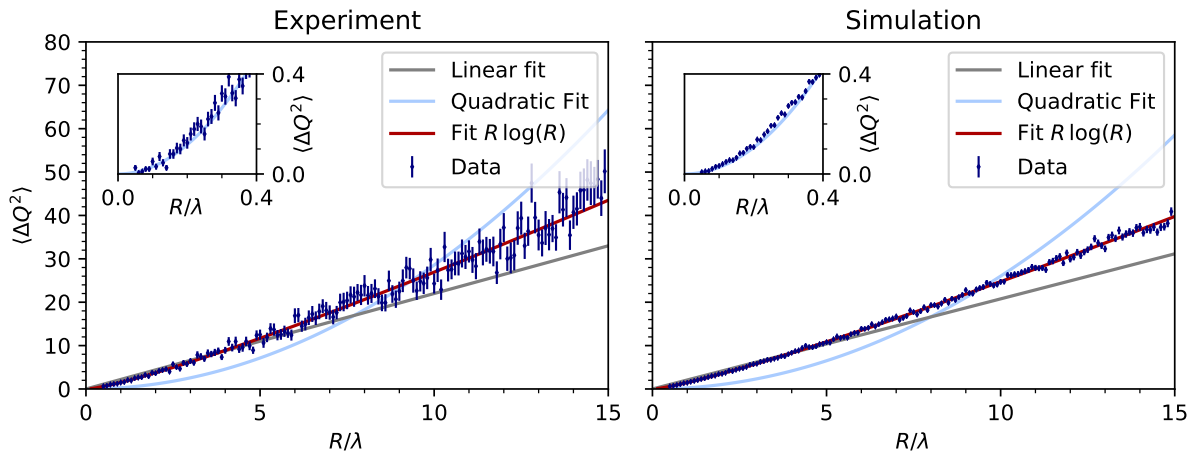 Experiment
80
70
60
50
40
30
20
10
0
0
5
10
15
⟨ΔQ²⟩
R/λ
Linear fit
Quadratic Fit
Fit R log(R)
Data
0.4
0.0
0.0
0.4
⟨ΔQ²⟩
R/λ
Simulation
0
5
10
15
R/λ
Linear fit
Quadratic Fit
Fit R log(R)
Data
0.4
0.0
0.0
0.4
⟨ΔQ²⟩
R/λ